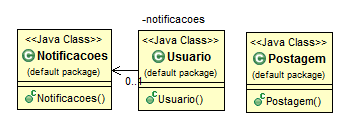 -notificacoes
<<Java Class>>
C Notificacoes
(default package)
C Notificacoes()
0..1
<<Java Class>>
C Usuario
(default package)
C Usuario()
<<Java Class>>
C Postagem
(default package)
C Postagem()